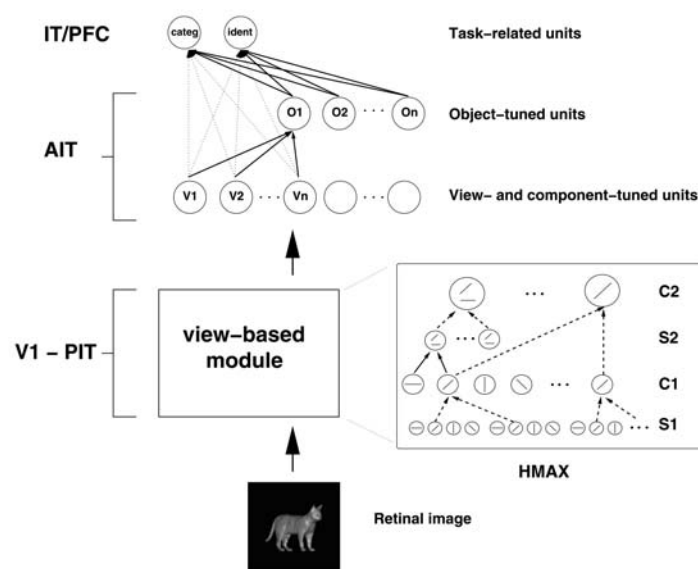 IT/PFC
categ
ident
Task-related units
O1
O2
...
On
Object-tuned units
AIT
V1
V2
...
Vn
...
View- and component-tuned units
V1 - PIT
view-based
module
...
C2
...
S2
...
C1
...
S1
HMAX
Retinal image